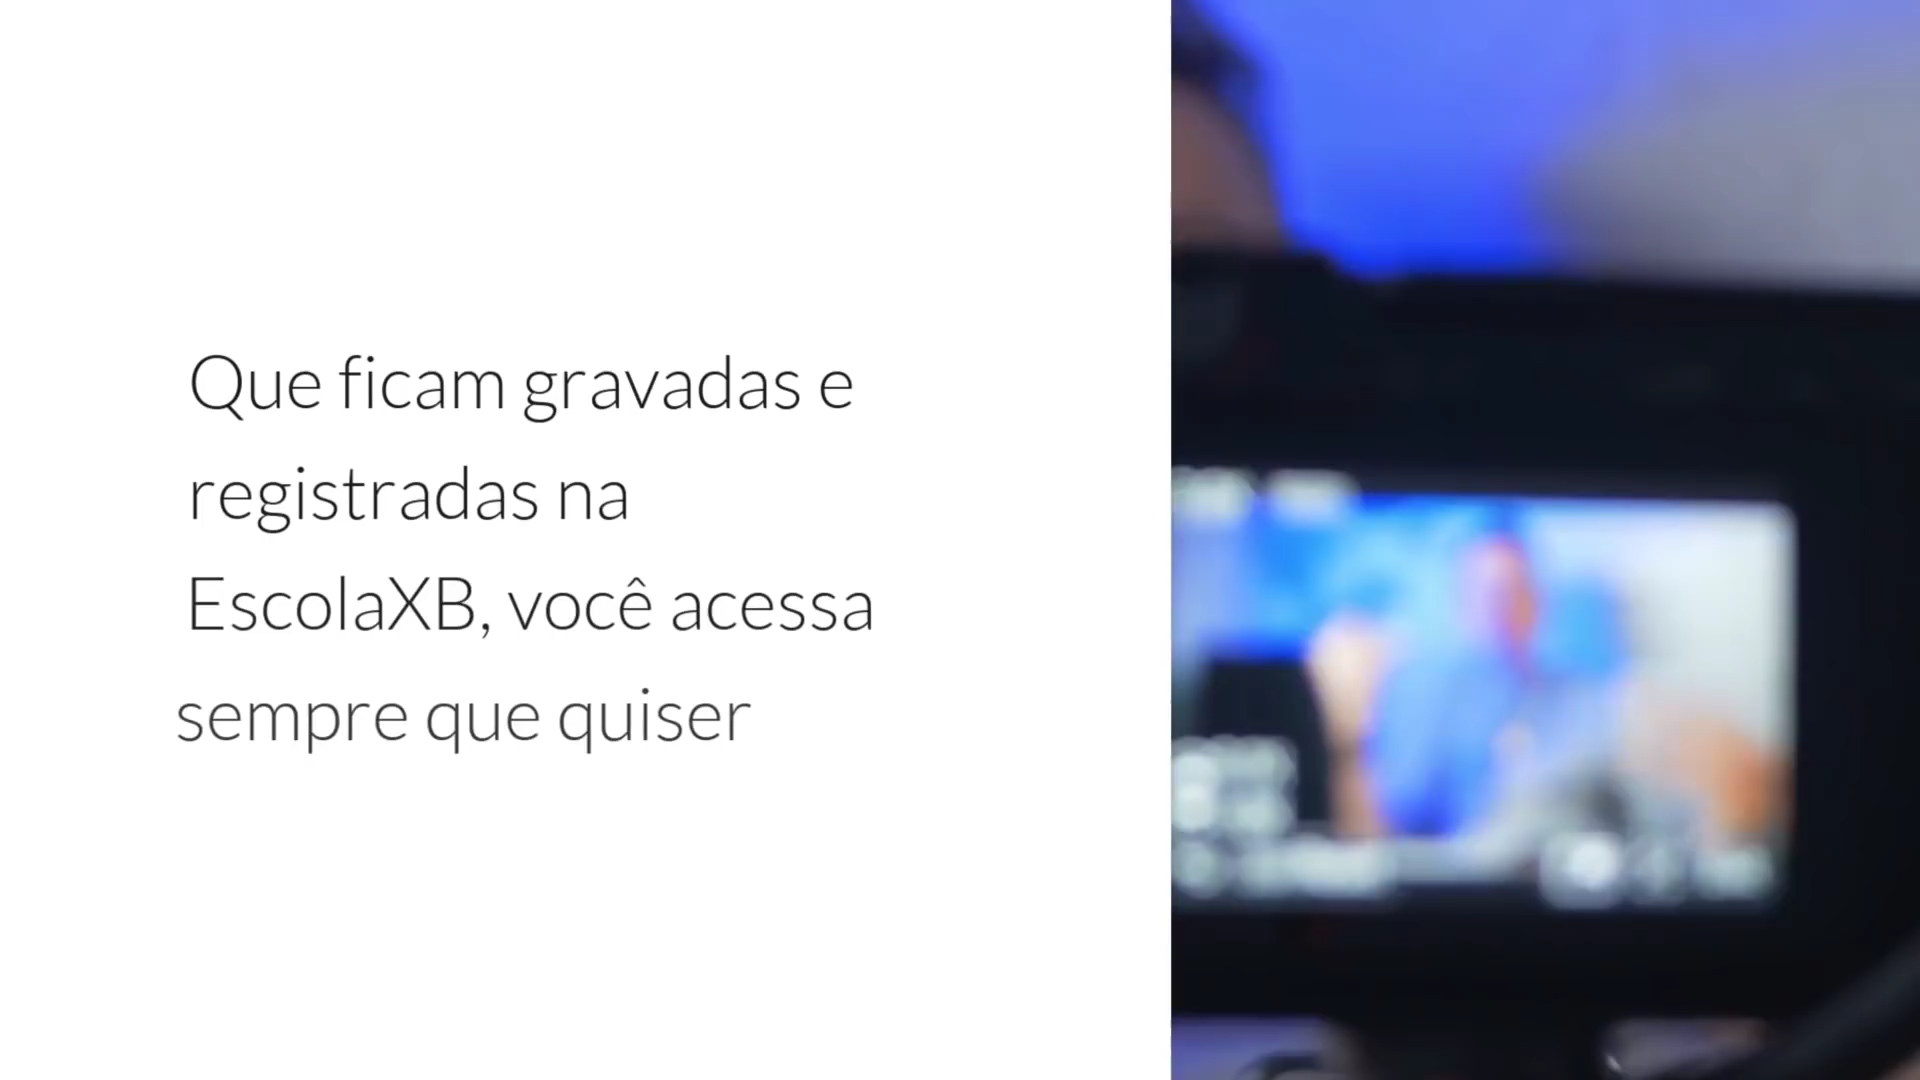 Que ficam gravadas e
registradas na
EscolaXB, você acessa
sempre que quiser